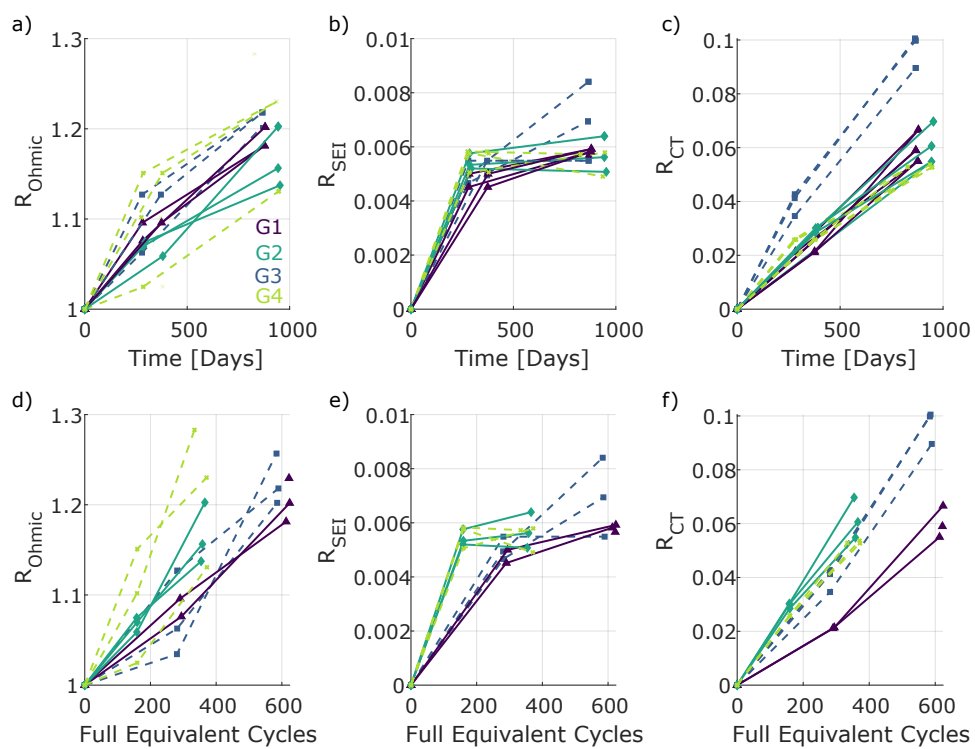 a)
R_Ohmic
1.3
1.2
1.1
1
0
500
1000
Time [Days]
G1
G2
G3
G4
b)
R_SEI
0.01
0.008
0.006
0.004
0.002
0
0
500
1000
Time [Days]
c)
R_CT
0.1
0.08
0.06
0.04
0.02
0
0
500
1000
Time [Days]
d)
R_Ohmic
1.3
1.2
1.1
1
0
200
400
600
Full Equivalent Cycles
e)
R_SEI
0.01
0.008
0.006
0.004
0.002
0
0
200
400
600
Full Equivalent Cycles
f)
R_CT
0.1
0.08
0.06
0.04
0.02
0
0
200
400
600
Full Equivalent Cycles